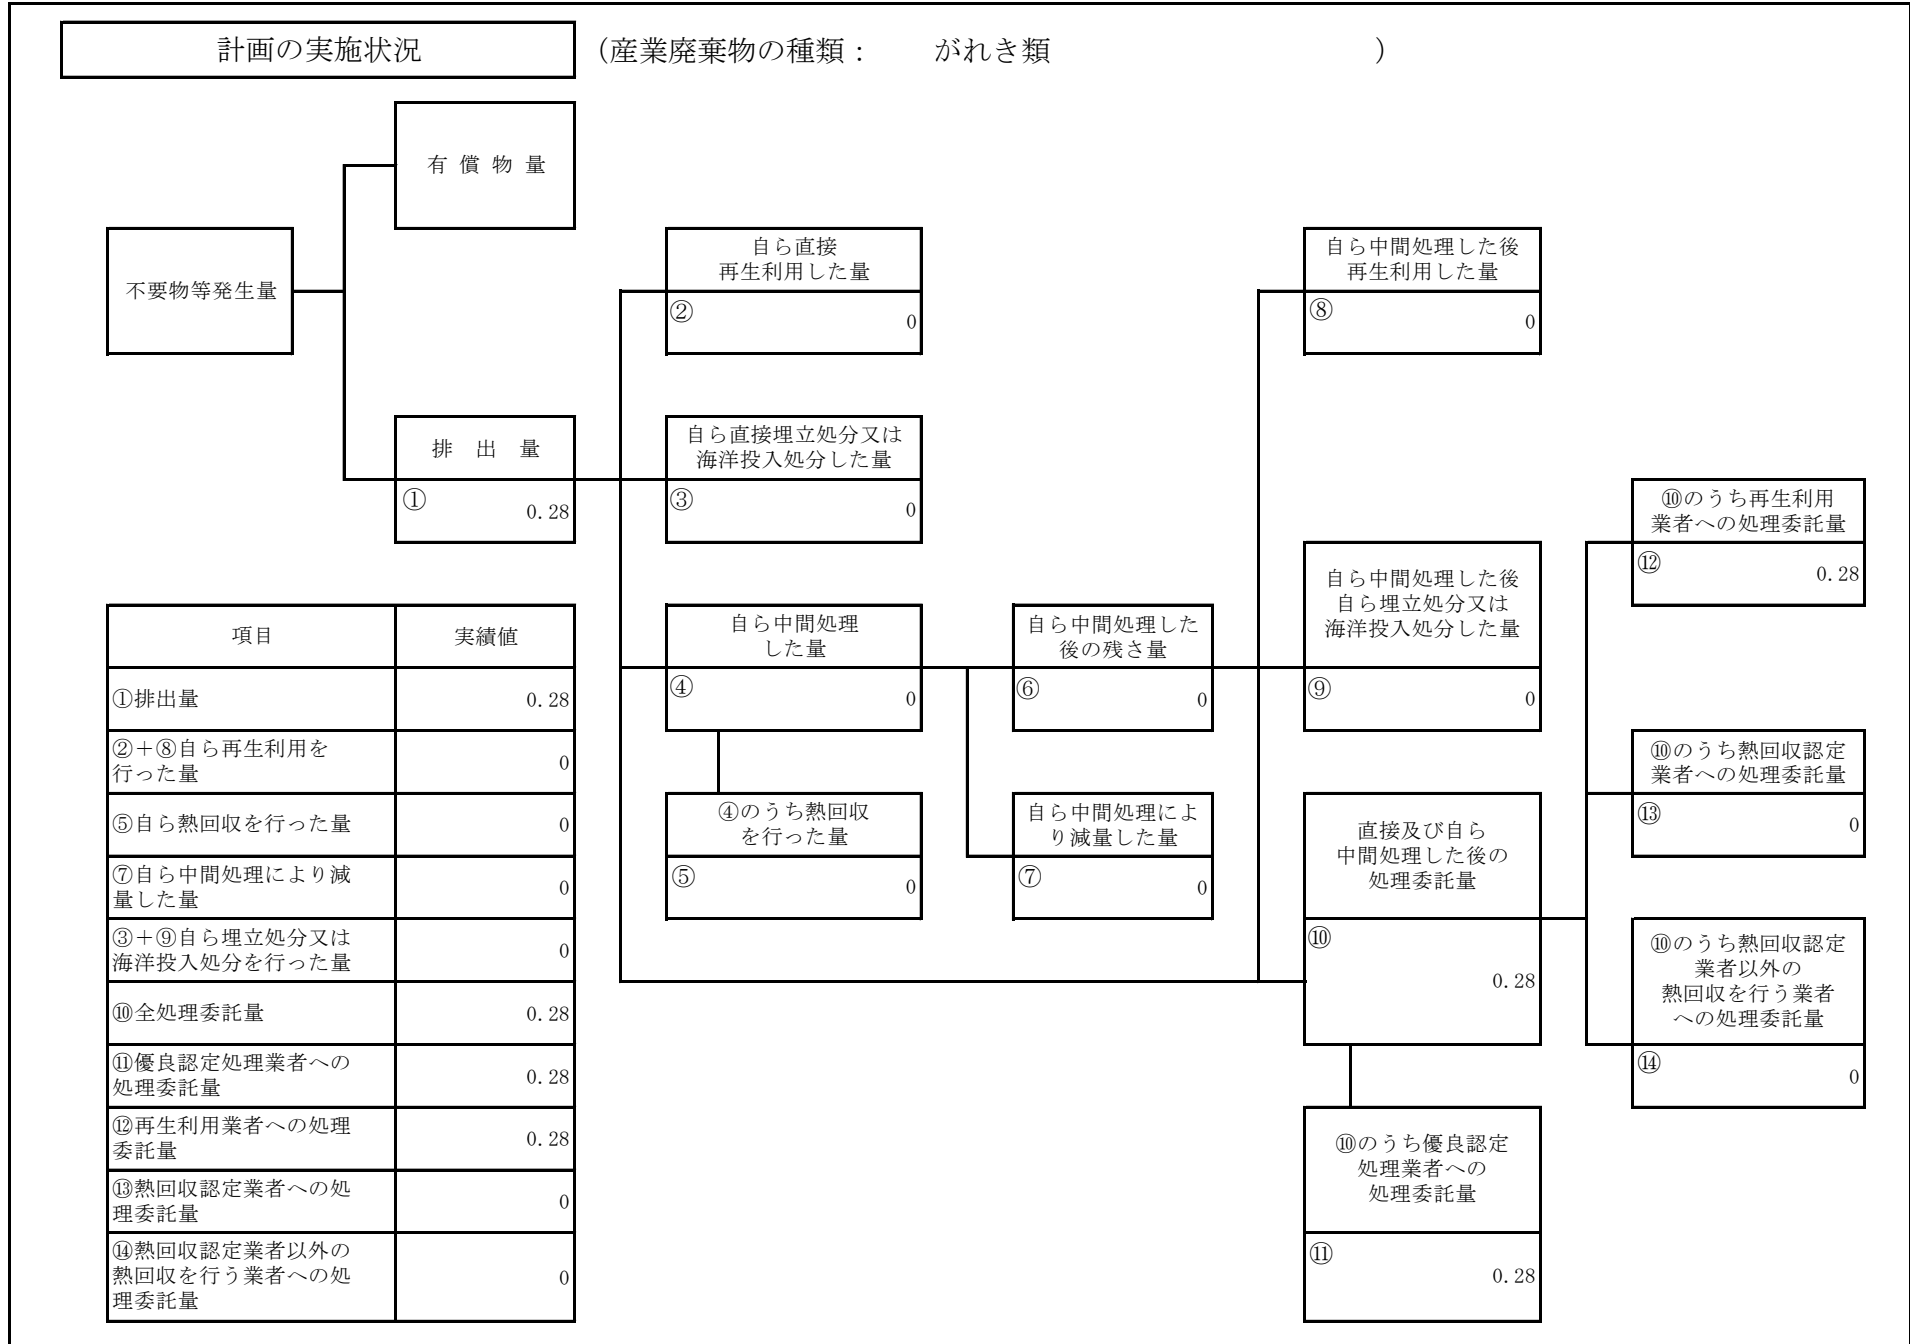 計画の実施状況
（産業廃棄物の種類： がれき類 ）
有償物量
不要物等発生量
自ら直接
再生利用した量
②
0
自ら中間処理した後
再生利用した量
⑧
0
排出量
①
0.28
自ら直接埋立処分又は
海洋投入処分した量
③
0
⑩のうち再生利用
業者への処理委託量
⑫
0.28
自ら中間処理した後
自ら埋立処分又は
海洋投入処分した量
⑨
0
自ら中間処理
した量
④
0
自ら中間処理した
後の残さ量
⑥
0
⑩のうち熱回収認定
業者への処理委託量
⑬
0
④のうち熱回収
を行った量
⑤
0
自ら中間処理によ
り減量した量
⑦
0
直接及び自ら
中間処理した後の
処理委託量
⑩
0.28
⑩のうち熱回収認定
業者以外の
熱回収を行う業者
への処理委託量
⑭
0
⑩のうち優良認定
処理業者への
処理委託量
⑪
0.28
項目 実績値
①排出量 0.28
②＋⑧自ら再生利用を
行った量 0
⑤自ら熱回収を行った量 0
⑦自ら中間処理により減
量した量 0
③＋⑨自ら埋立処分又は
海洋投入処分を行った量 0
⑩全処理委託量 0.28
⑪優良認定処理業者への
処理委託量 0.28
⑫再生利用業者への処理
委託量 0.28
⑬熱回収認定業者への処
理委託量 0
⑭熱回収認定業者以外の
熱回収を行う業者への処
理委託量 0